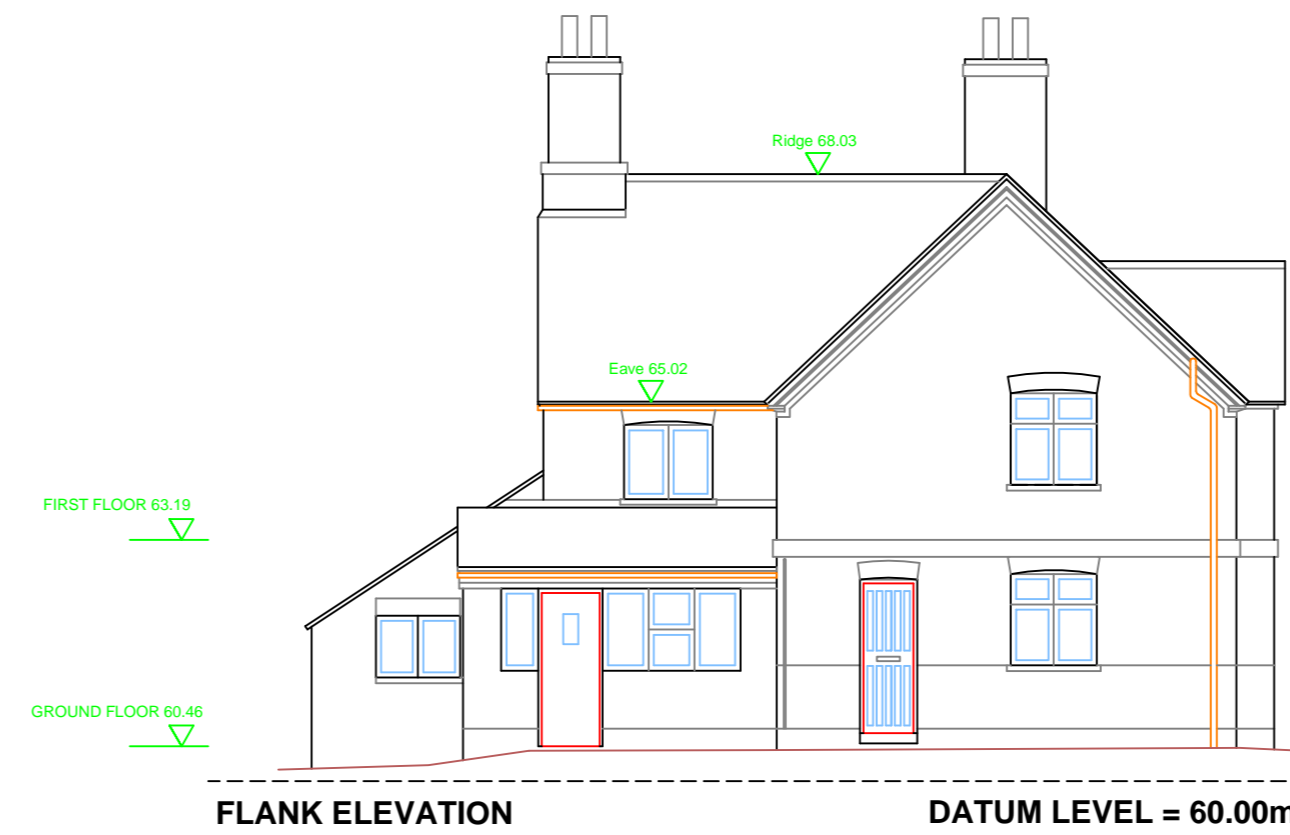 Ridge 68.03
Eave 65.02
FIRST FLOOR 63.19
GROUND FLOOR 60.46
FLANK ELEVATION
DATUM LEVEL = 60.00m